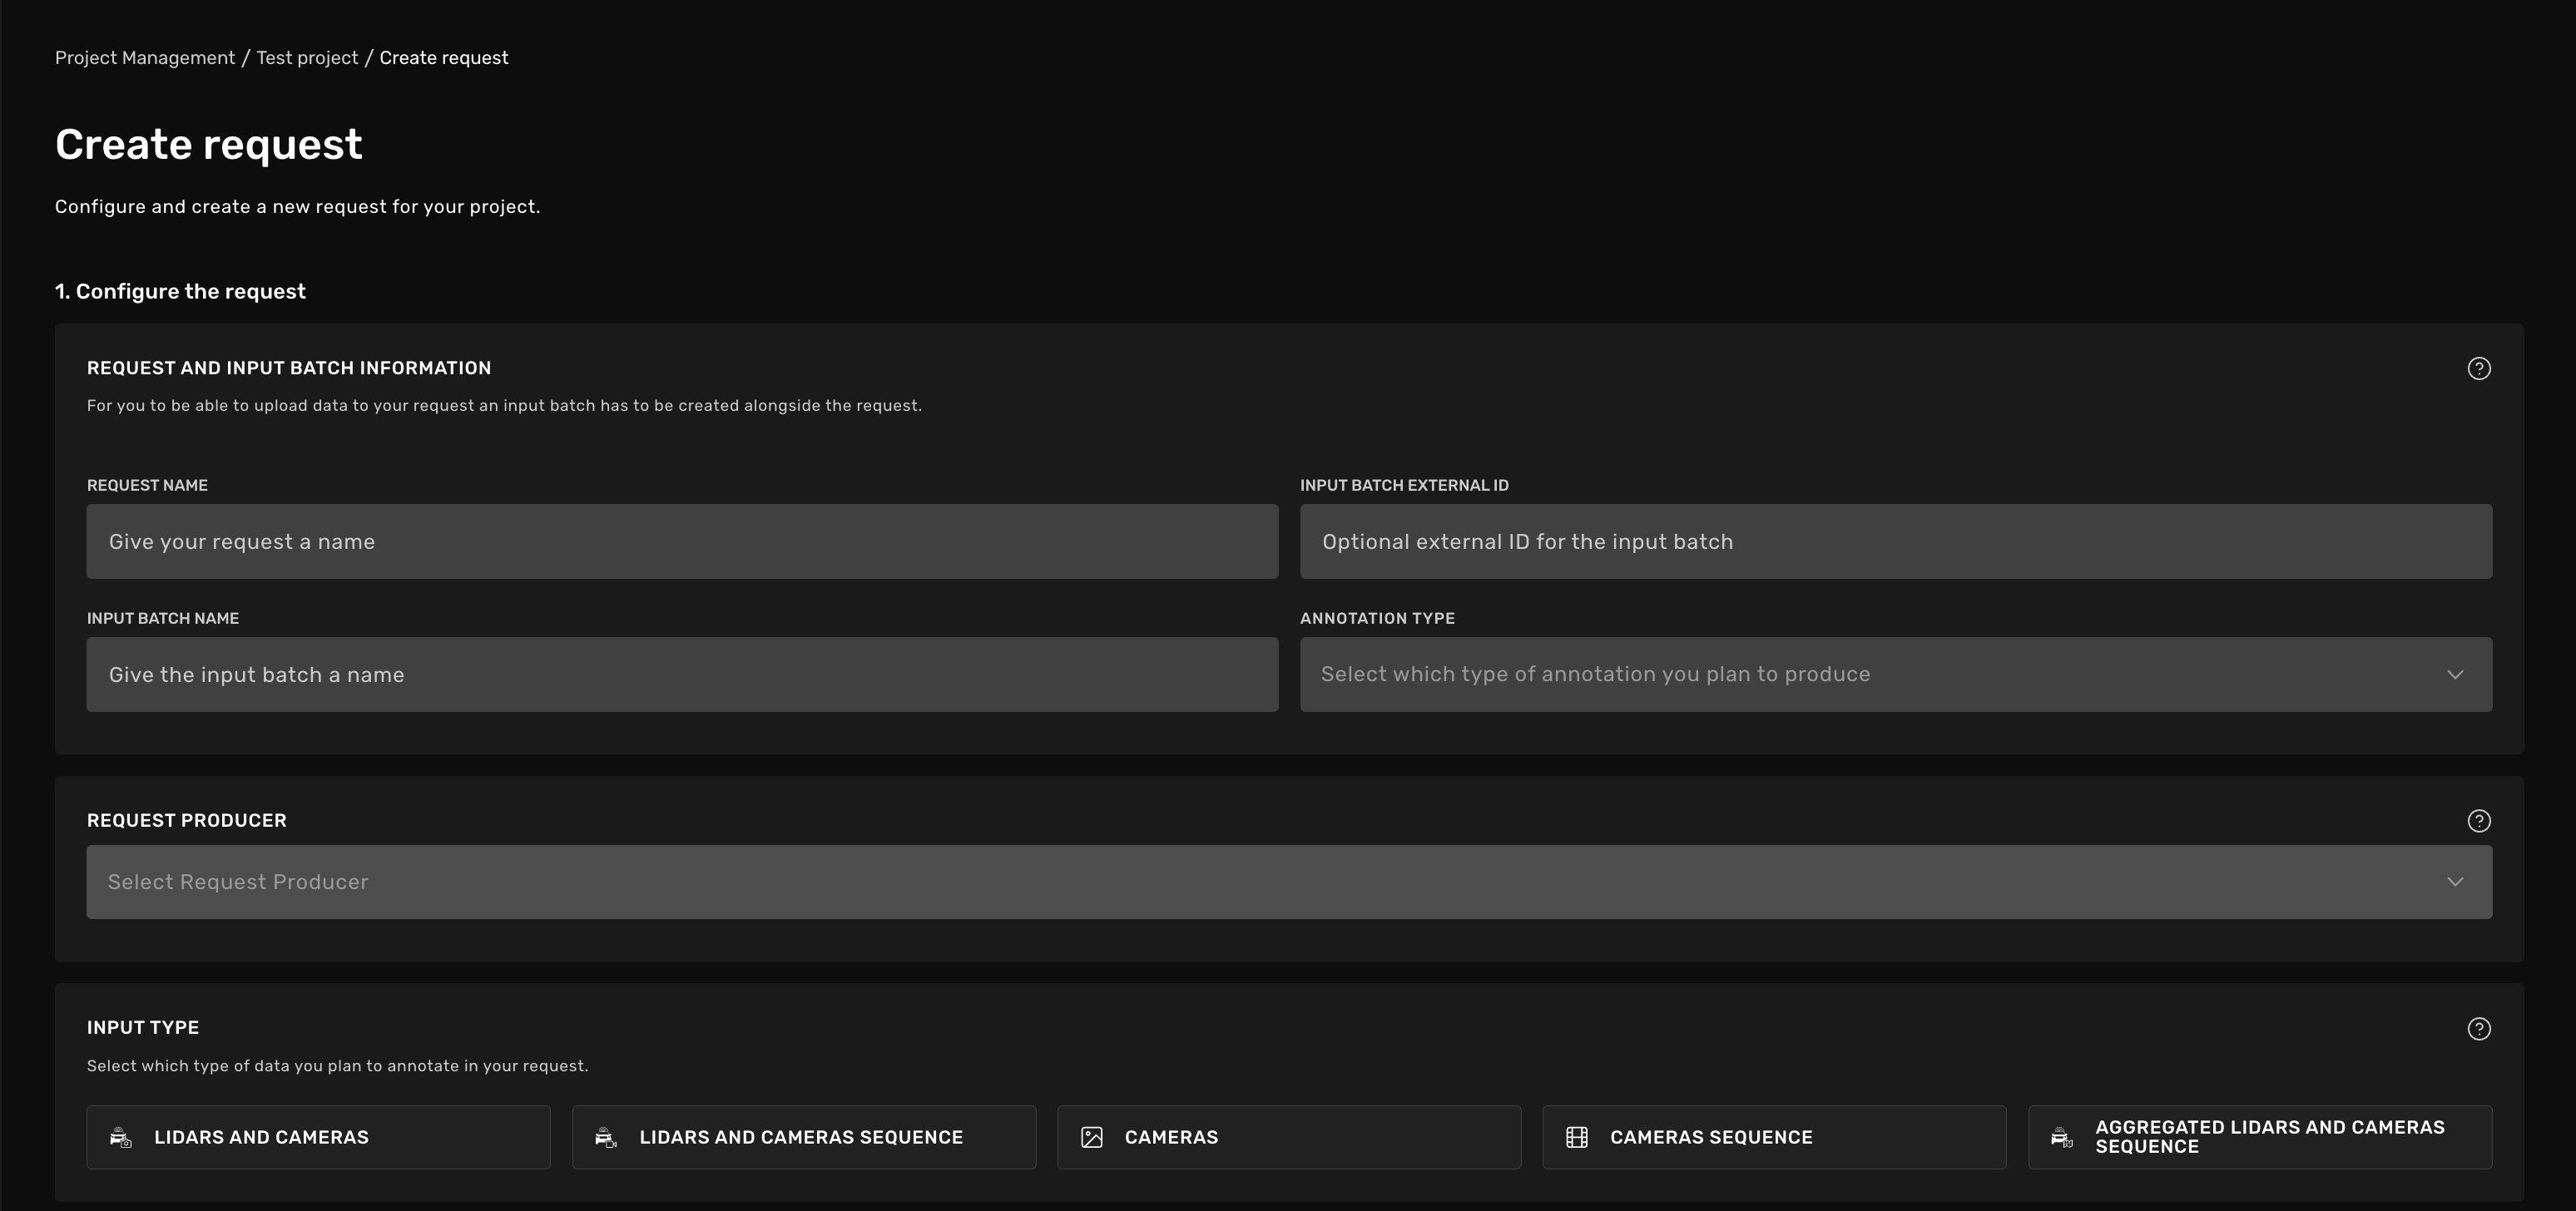 Project Management / Test project / Create request
Create request
Configure and create a new request for your project.
1. Configure the request
REQUEST AND INPUT BATCH INFORMATION
For you to be able to upload data to your request an input batch has to be created alongside the request.
REQUEST NAME
Give your request a name
INPUT BATCH EXTERNAL ID
Optional external ID for the input batch
INPUT BATCH NAME
Give the input batch a name
ANNOTATION TYPE
Select which type of annotation you plan to produce
REQUEST PRODUCER
Select Request Producer
INPUT TYPE
Select which type of data you plan to annotate in your request.
LIDARS AND CAMERAS
LIDARS AND CAMERAS SEQUENCE
CAMERAS
CAMERAS SEQUENCE
AGGREGATED LIDARS AND CAMERAS
SEQUENCE